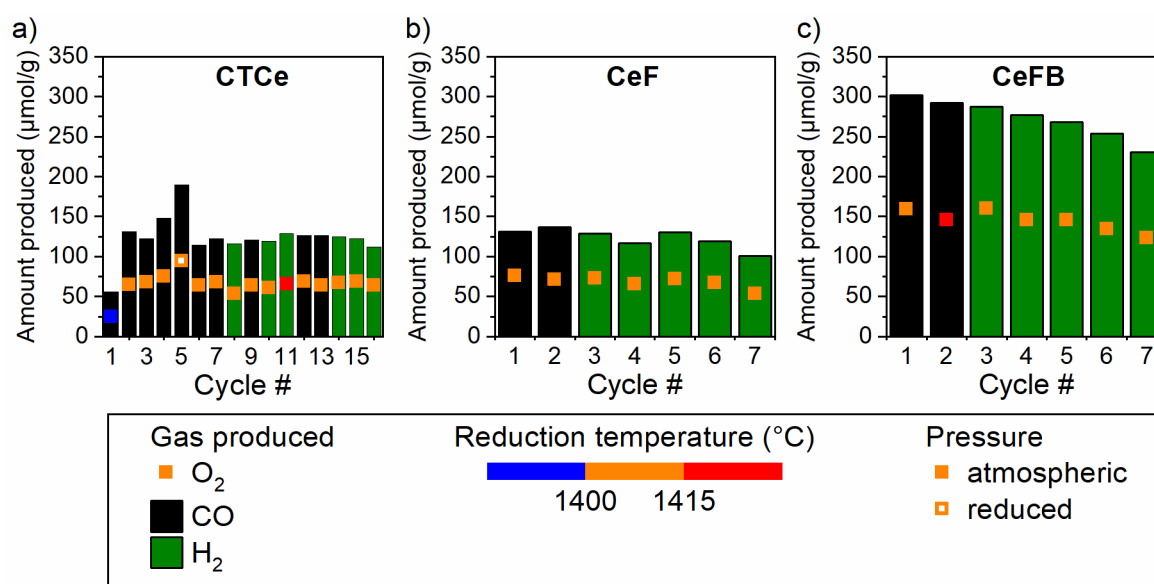 a)
CTCe
Amount produced (µmol/g)
350
300
250
200
150
100
50
0
1 3 5 7 9 11 13 15
Cycle #
b)
CeF
Amount produced (µmol/g)
350
300
250
200
150
100
50
0
1 2 3 4 5 6 7
Cycle #
c)
CeFB
Amount produced (µmol/g)
350
300
250
200
150
100
50
0
1 2 3 4 5 6 7
Cycle #
Gas produced
O₂
CO
H₂
Reduction temperature (°C)
1400 1415
Pressure
atmospheric
reduced